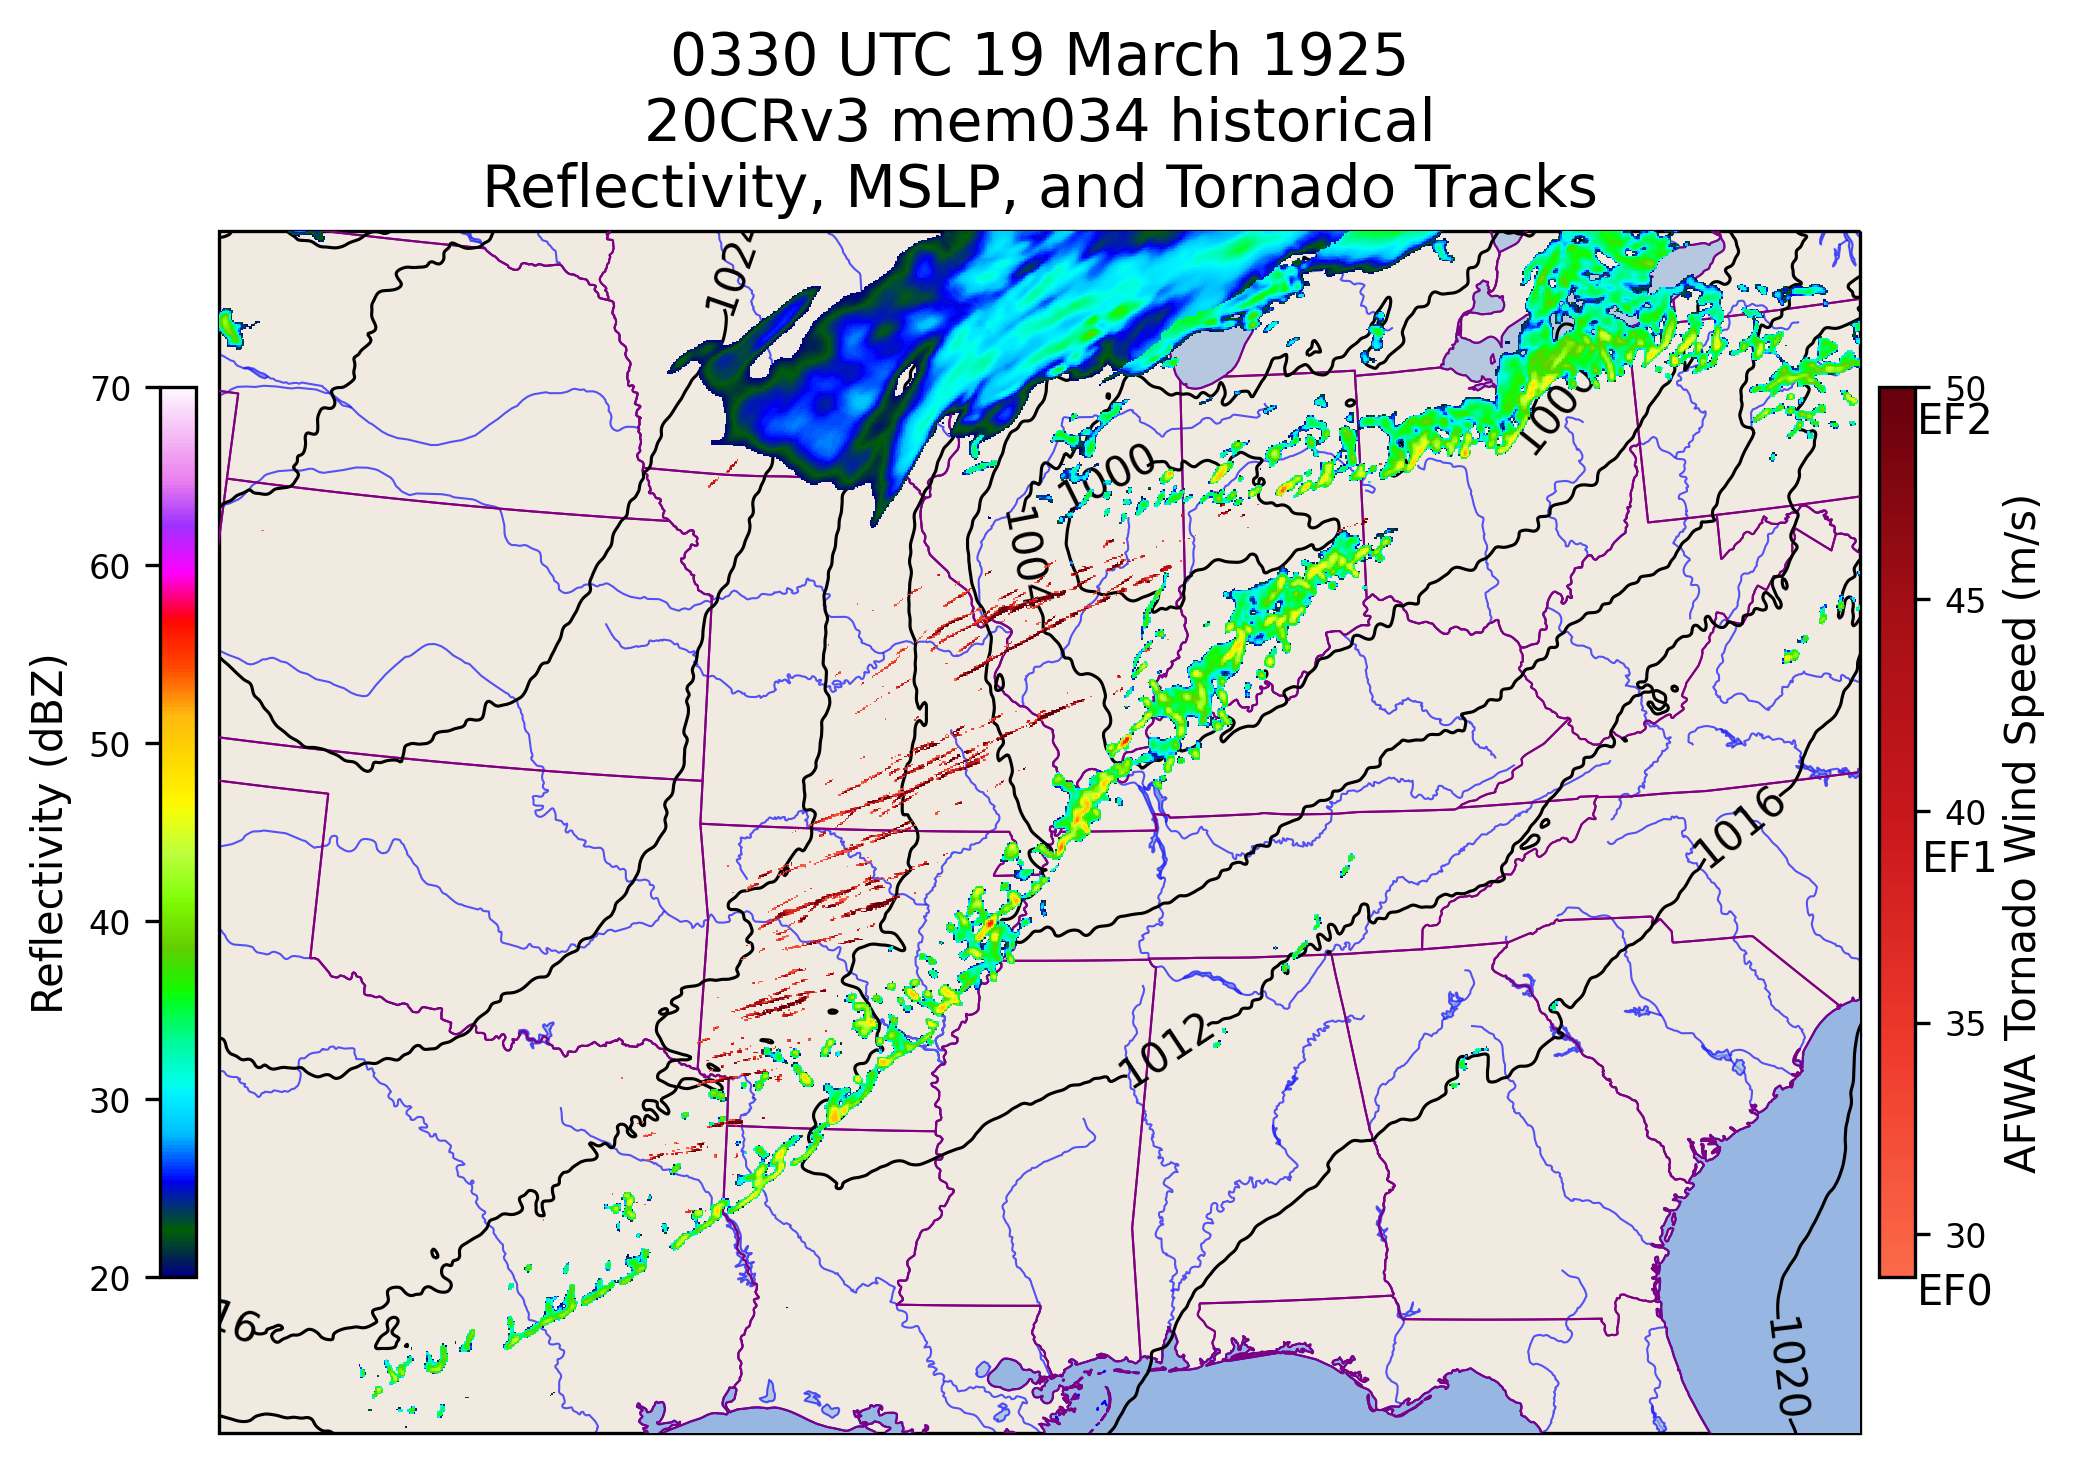 0330 UTC 19 March 1925
20CRv3 mem034 historical
Reflectivity, MSLP, and Tornado Tracks
Reflectivity (dBZ)
70
60
50
40
30
20
1024
1000
1004
1000
1016
1012
16
1020
50
EF2
45
40
EF1
35
30
EF0
AFWA Tornado Wind Speed (m/s)